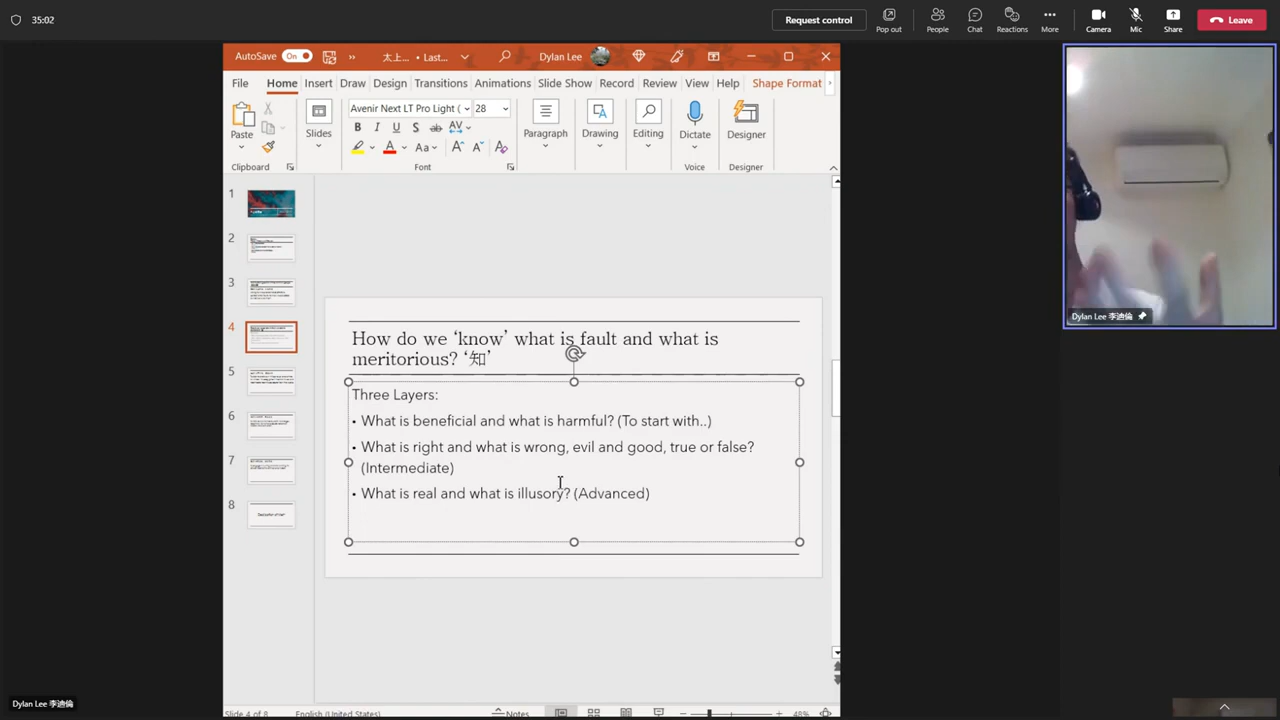 35:02
Request control
Pop out
People
Chat
Reactions
More
Camera
Mic
Share
Leave
AutoSave On
太上... • Last...
Dylan Lee
File Home Insert Draw Design Transitions Animations Slide Show Record Review View Help Shape Format
Paste
Slides
Avenir Next LT Pro Light ( 28
Paragraph
Drawing
Editing
Dictate
Designer
Clipboard
Font
Voice
Designer
1
2
3
4
5
6
7
8
How do we ‘know’ what is fault and what is
meritorious? ‘知’
Three Layers:
• What is beneficial and what is harmful? (To start with..)
• What is right and what is wrong, evil and good, true or false?
(Intermediate)
• What is real and what is illusory? (Advanced)
Dylan Lee 李迪倫
Dylan Lee 李迪倫
Slide 4 of 8
English (United States)
Notes
48%